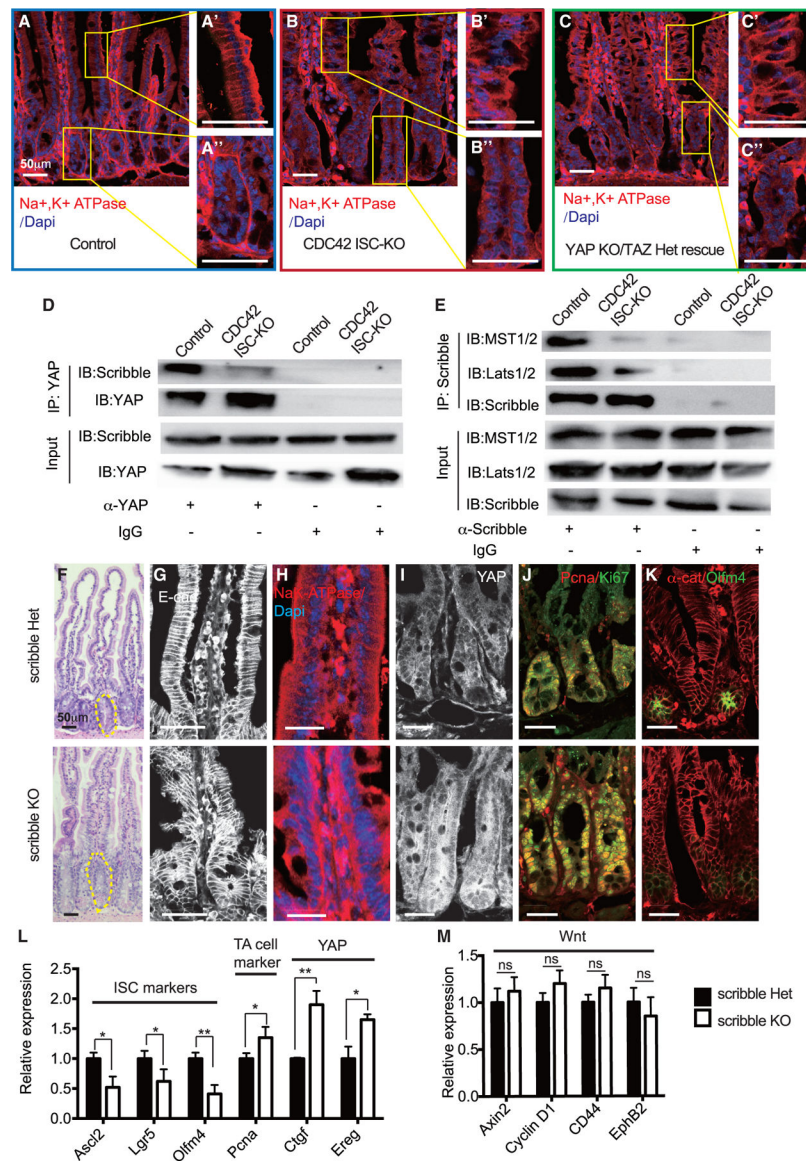 A
A'
A''
50μm
Na+,K+ ATPase
/Dapi
Control
B
B'
B''
Na+,K+ ATPase
/Dapi
CDC42 ISC-KO
C
C'
C''
Na+,K+ ATPase
/Dapi
YAP KO/TAZ Het rescue
D
Control
CDC42
ISC-KO
Control
CDC42
ISC-KO
IP: YAP
IB:Scribble
IB:YAP
Input
IB:Scribble
IB:YAP
α-YAP + + - -
IgG - - + +
E
Control
CDC42
ISC-KO
Control
CDC42
ISC-KO
IP: Scribble
IB:MST1/2
IB:Lats1/2
IB:Scribble
Input
IB:MST1/2
IB:Lats1/2
IB:Scribble
α-Scribble + + - -
IgG - - + +
scribble Het
F
50μm
G
E-cad
H
Na,K-ATPase/
Dapi
I
YAP
J
Pcna/Ki67
K
α-cat/Olfm4
scribble KO
L
ISC markers
TA cell
marker
YAP
Relative expression
2.5
2.0
1.5
1.0
0.5
0.0
* * ** * ** *
Ascl2
Lgr5
Olfm4
Pcna
Ctgf
Ereg
M
Wnt
Relative expression
1.5
1.0
0.5
0.0
ns ns ns ns
Axin2
Cyclin D1
CD44
EphB2
scribble Het
scribble KO